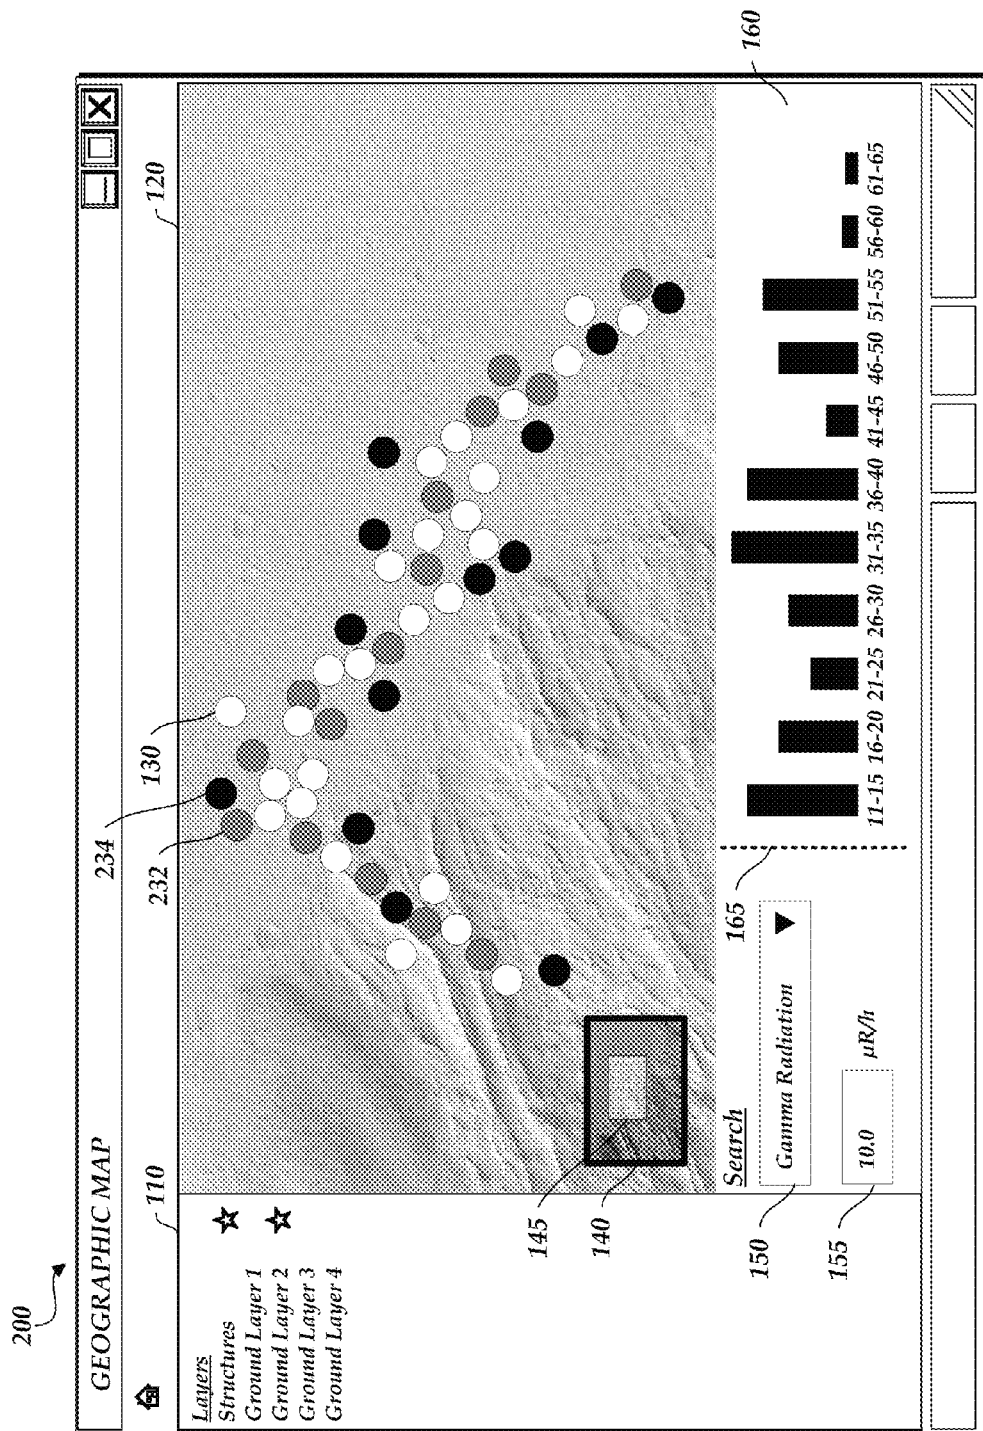 200
GEOGRAPHIC MAP
110
232
234
130
120
Layers
Structures
Ground Layer 1
Ground Layer 2
Ground Layer 3
Ground Layer 4
145
140
Search
150
Gamma Radiation
155
10.0 μR/h
165
160
11-15 16-20 21-25 26-30 31-35 36-40 41-45 46-50 51-55 56-60 61-65